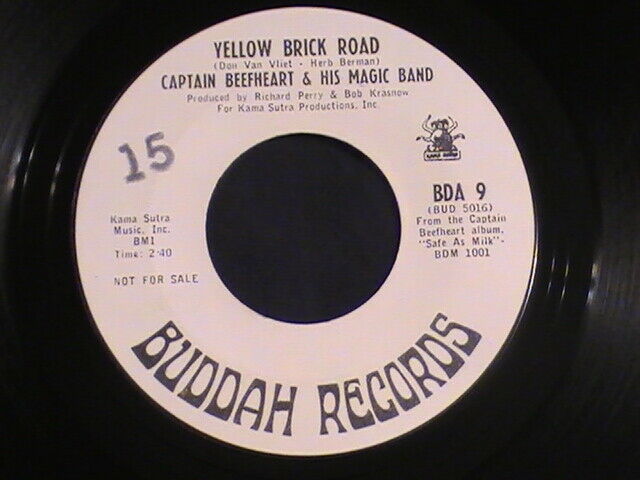 YELLOW BRICK ROAD
(Don Van Vliet - Herb Berman)
CAPTAIN BEEFHEART & HIS MAGIC BAND
Produced by Richard Perry & Bob Krasnow
For Kama Sutra Productions, Inc.
15
KAMA SUTRA
BDA 9
(BUD 5016)
From the Captain
Beefheart album,
"Safe As Milk"-
BDM 1001
Kama Sutra
Music, Inc.
BMI
Time: 2:40
NOT FOR SALE
BUDDAH RECORDS